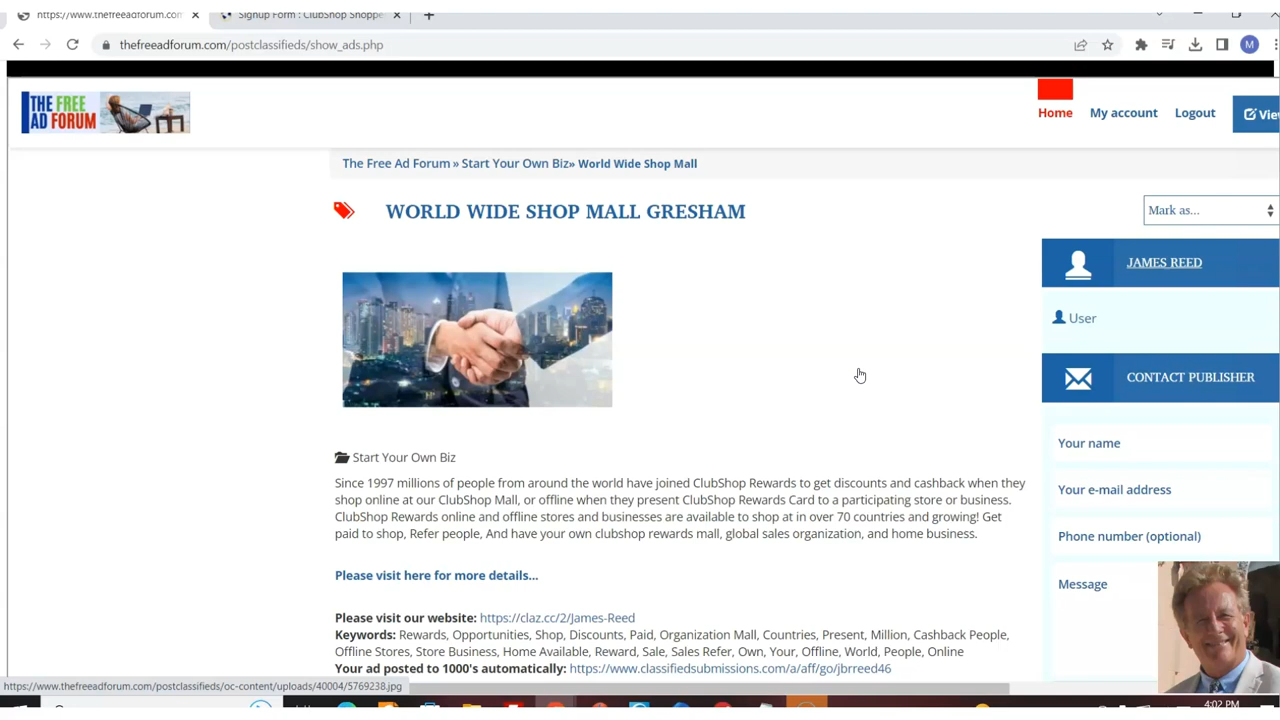 https://www.thefreeadforum.com
Signup Form : ClubShop Shoppe
thefreeadforum.com/postclassifieds/show_ads.php
M
THE FREE
AD FORUM
Home
My account
Logout
Vie
The Free Ad Forum » Start Your Own Biz» World Wide Shop Mall
WORLD WIDE SHOP MALL GRESHAM
Mark as...
JAMES REED
User
CONTACT PUBLISHER
Your name
Your e-mail address
Phone number (optional)
Message
Start Your Own Biz
Since 1997 millions of people from around the world have joined ClubShop Rewards to get discounts and cashback when they
shop online at our ClubShop Mall, or offline when they present ClubShop Rewards Card to a participating store or business.
ClubShop Rewards online and offline stores and businesses are available to shop at in over 70 countries and growing! Get
paid to shop, Refer people, And have your own clubshop rewards mall, global sales organization, and home business.
Please visit here for more details...
Please visit our website: https://claz.cc/2/James-Reed
Keywords: Rewards, Opportunities, Shop, Discounts, Paid, Organization Mall, Countries, Present, Million, Cashback People,
Offline Stores, Store Business, Home Available, Reward, Sale, Sales Refer, Own, Your, Offline, World, People, Online
Your ad posted to 1000's automatically: https://www.classifiedsubmissions.com/a/aff/go/jbrreed46
https://www.thefreeadforum.com/postclassifieds/oc-content/uploads/40004/5769238.jpg
4:02 PM